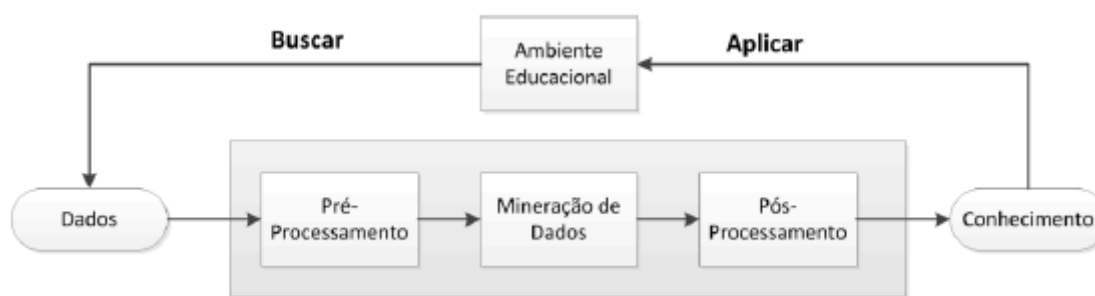 Buscar
Ambiente
Educacional
Aplicar
Dados
Pré-
Processamento
Mineração de
Dados
Pós-
Processamento
Conhecimento